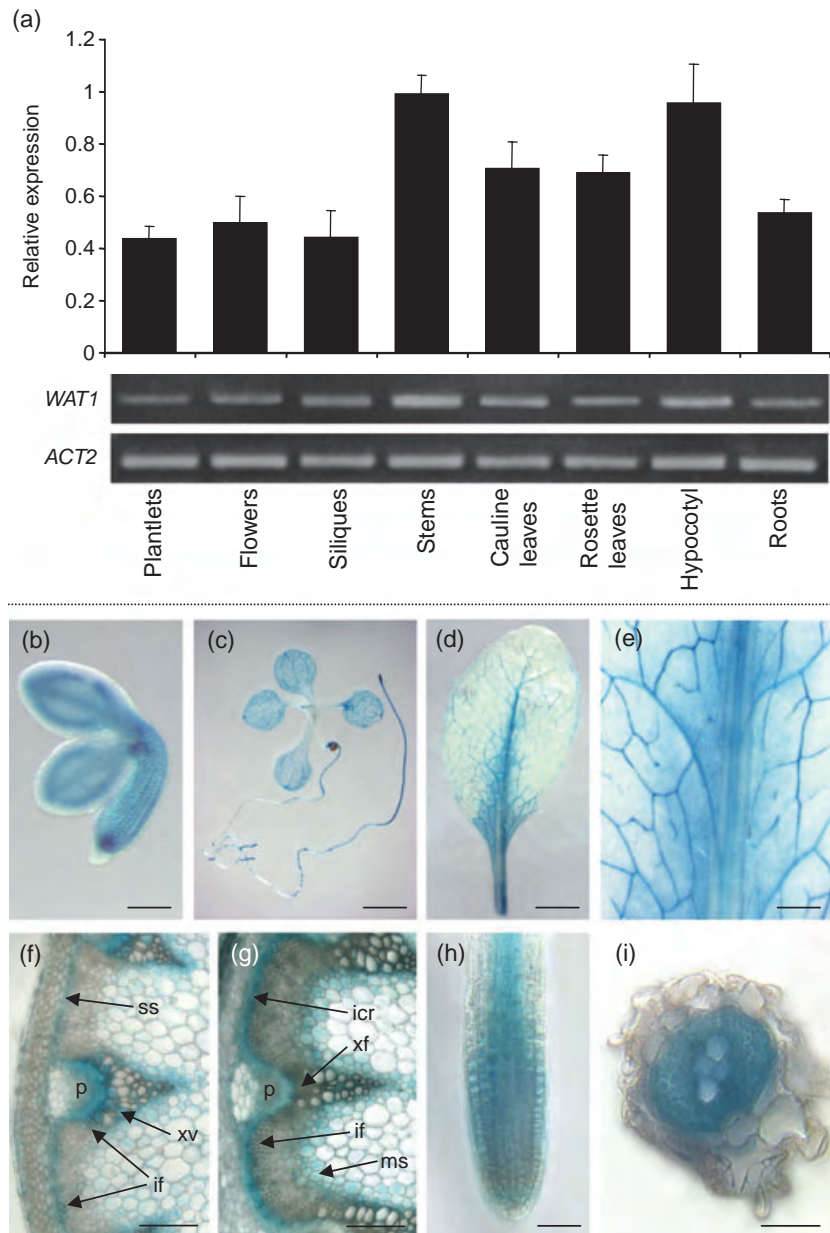 (a)
1.2
1
0.8
0.6
0.4
0.2
0
Relative expression
WAT1
ACT2
Plantlets
Flowers
Siliques
Stems
Cauline
leaves
Rosette
leaves
Hypocotyl
Roots
(b)
(c)
(d)
(e)
(f)
ss
p
xv
if
(g)
icr
xf
p
if
ms
(h)
(i)